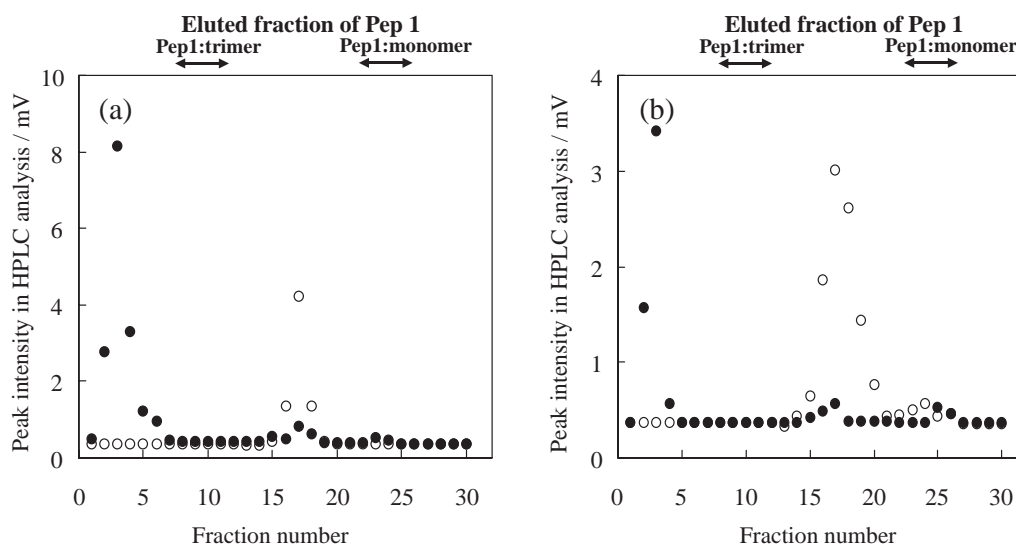 Eluted fraction of Pep 1
Pep1:trimer Pep1:monomer
10
8
6
4
2
0
(a)
Peak intensity in HPLC analysis / mV
0 5 10 15 20 25 30
Fraction number
Eluted fraction of Pep 1
Pep1:trimer Pep1:monomer
4
3
2
1
0
(b)
Peak intensity in HPLC analysis / mV
0 5 10 15 20 25 30
Fraction number